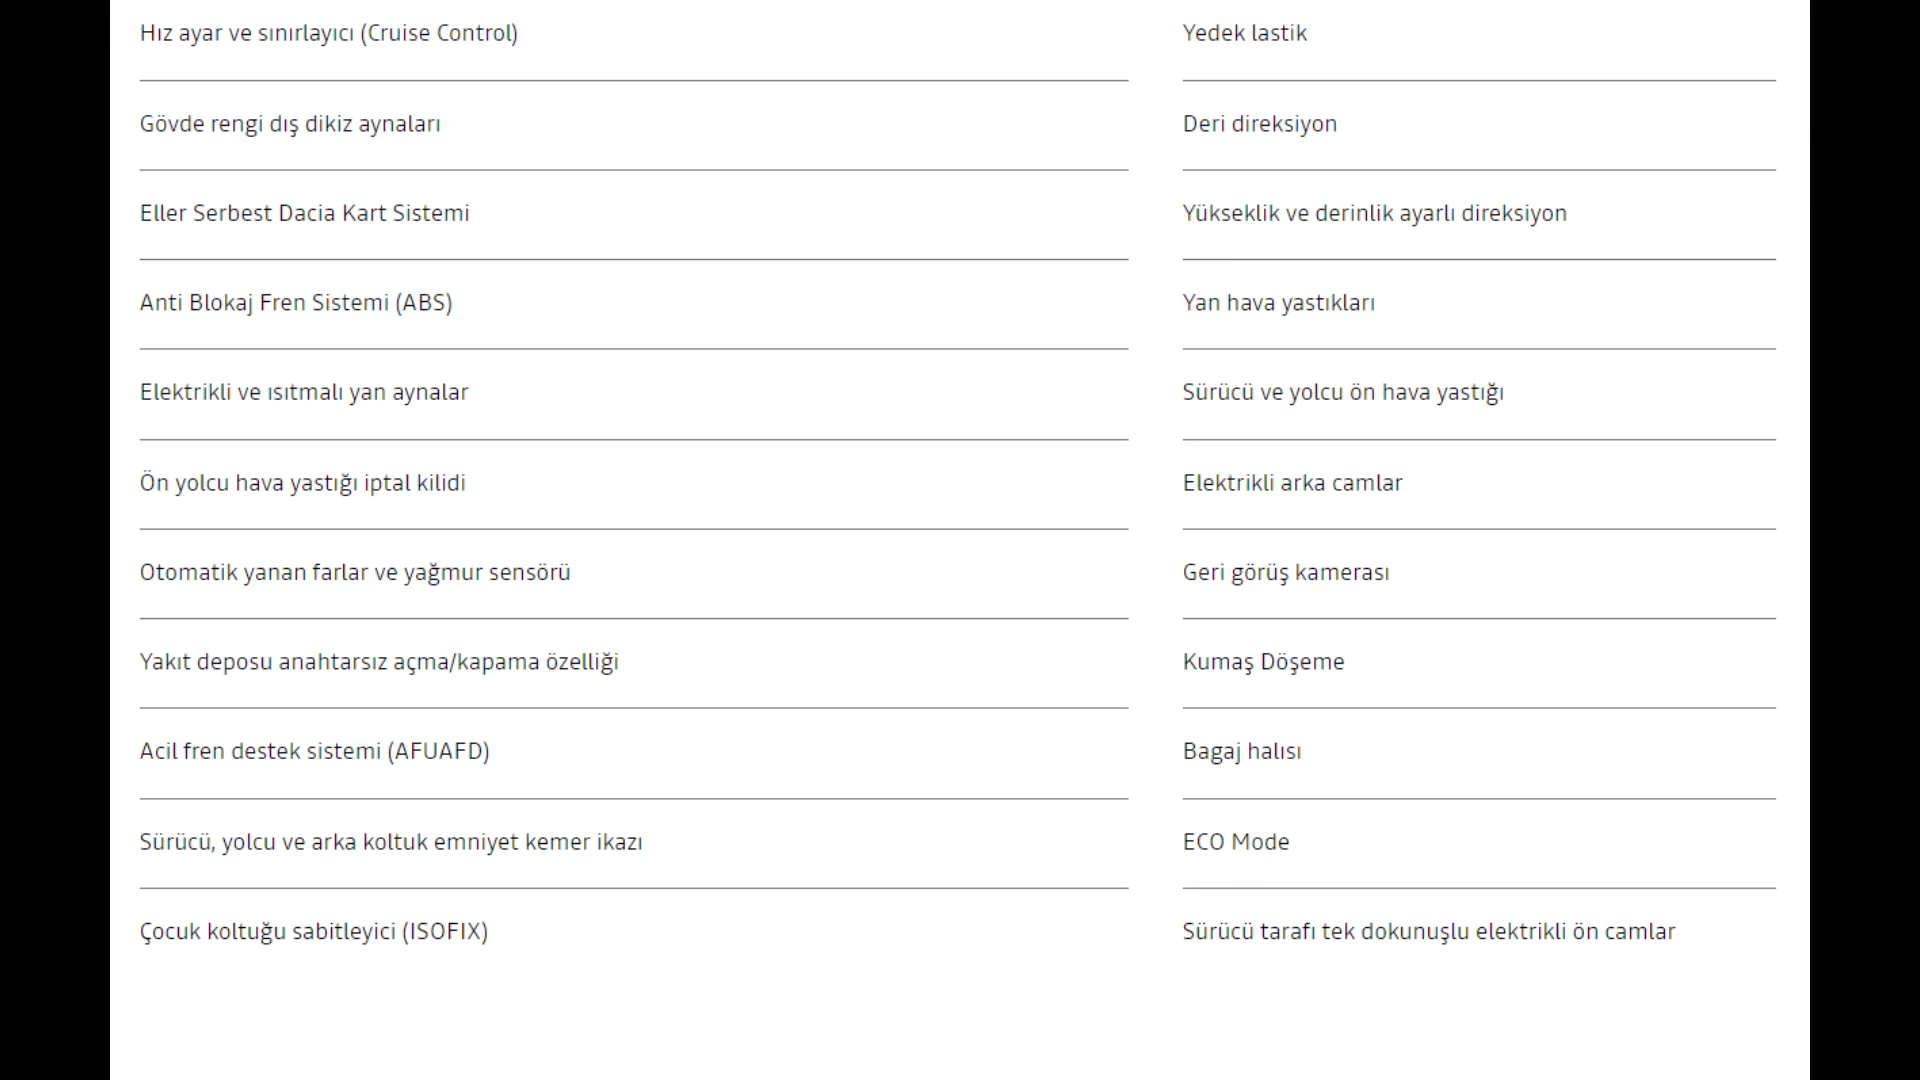 Hız ayar ve sınırlayıcı (Cruise Control)
Yedek lastik
Gövde rengi dış dikiz aynaları
Deri direksiyon
Eller Serbest Dacia Kart Sistemi
Yükseklik ve derinlik ayarlı direksiyon
Anti Blokaj Fren Sistemi (ABS)
Yan hava yastıkları
Elektrikli ve ısıtmalı yan aynalar
Sürücü ve yolcu ön hava yastığı
Ön yolcu hava yastığı iptal kilidi
Elektrikli arka camlar
Otomatik yanan farlar ve yağmur sensörü
Geri görüş kamerası
Yakıt deposu anahtarsız açma/kapama özelliği
Kumaş Döşeme
Acil fren destek sistemi (AFUAFD)
Bagaj halısı
Sürücü, yolcu ve arka koltuk emniyet kemer ikazı
ECO Mode
Çocuk koltuğu sabitleyici (ISOFIX)
Sürücü tarafı tek dokunuşlu elektrikli ön camlar